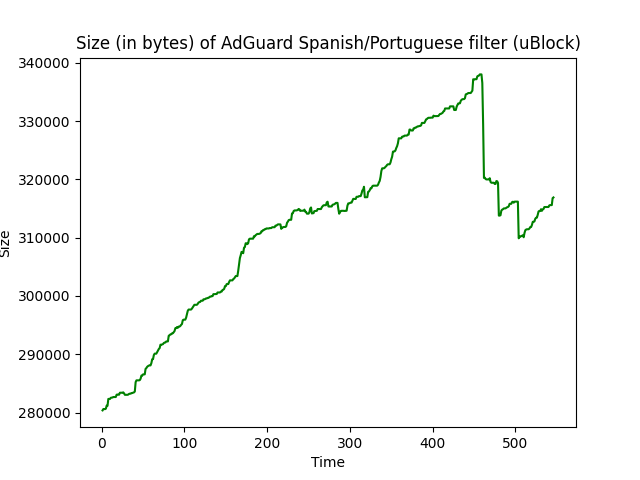 Size (in bytes) of AdGuard Spanish/Portuguese filter (uBlock)
340000
330000
320000
310000
300000
290000
280000
Size
0 100 200 300 400 500
Time